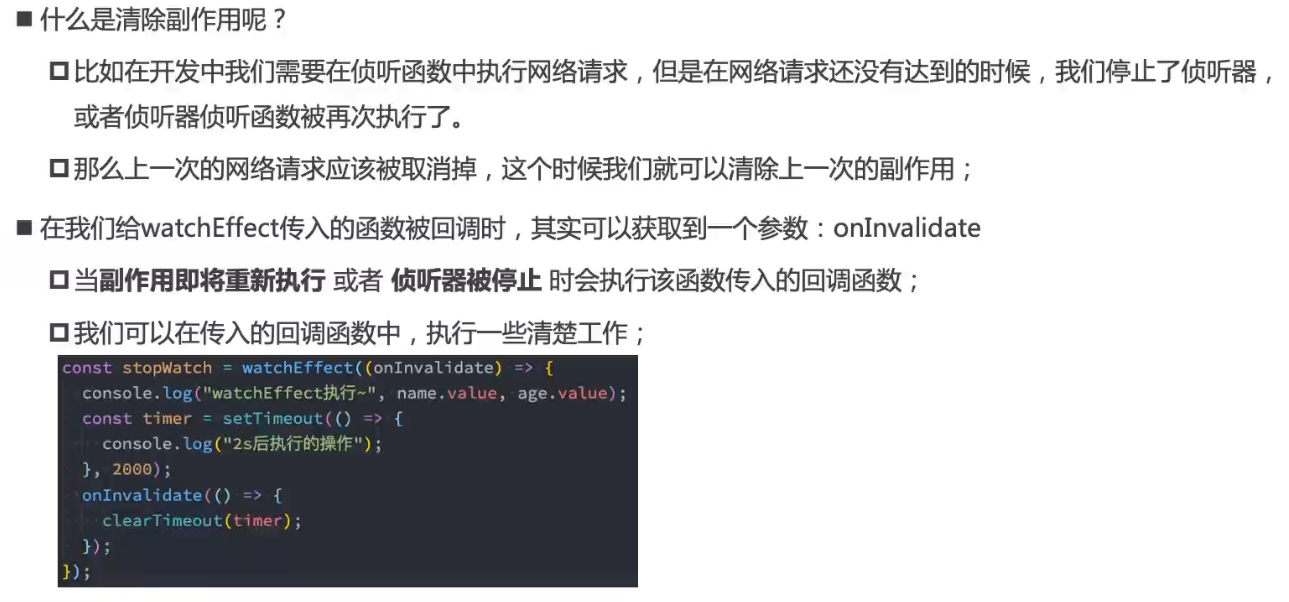 ■ 什么是清除副作用呢？
比如在开发中我们需要在侦听函数中执行网络请求，但是在网络请求还没有达到的时候，我们停止了侦听器，
或者侦听器侦听函数被再次执行了。
那么上一次的网络请求应该被取消掉，这个时候我们就可以清除上一次的副作用；
■ 在我们给watchEffect传入的函数被回调时，其实可以获取到一个参数：onInvalidate
当副作用即将重新执行 或者 侦听器被停止 时会执行该函数传入的回调函数；
我们可以在传入的回调函数中，执行一些清楚工作；
const stopWatch = watchEffect((onInvalidate) => {
  console.log("watchEffect执行~", name.value, age.value);
  const timer = setTimeout(() => {
    console.log("2s后执行的操作");
  }, 2000);
  onInvalidate(() => {
    clearTimeout(timer);
  });
});